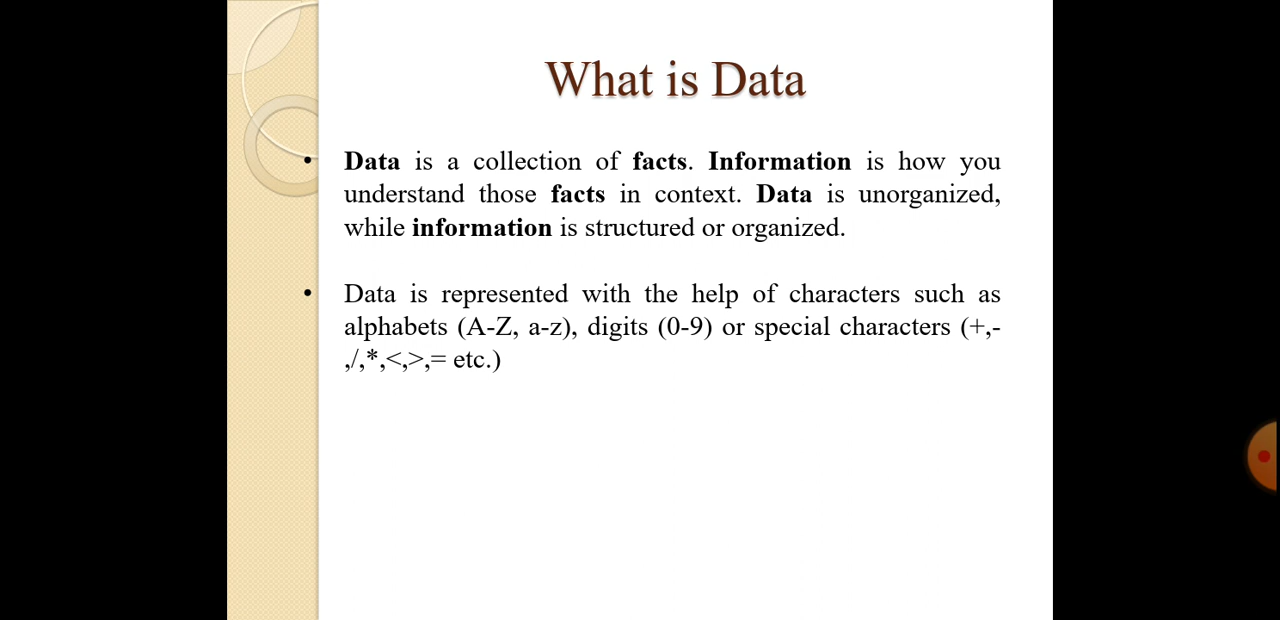 What is Data
• Data is a collection of facts. Information is how you
understand those facts in context. Data is unorganized,
while information is structured or organized.
• Data is represented with the help of characters such as
alphabets (A-Z, a-z), digits (0-9) or special characters (+,-
,/,*,<,>,= etc.)